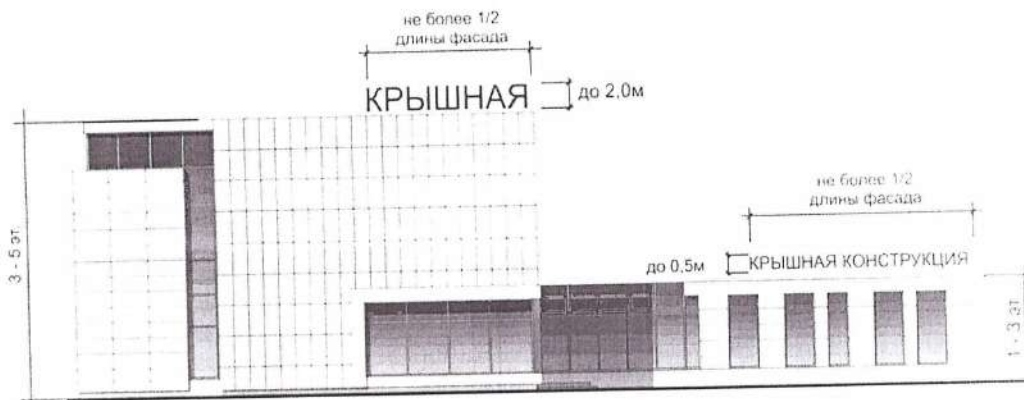 не более 1/2
длины фасада
КРЫШНАЯ
до 2,0м
3 - 5 эт.
не более 1/2
длины фасада
до 0,5м
КРЫШНАЯ КОНСТРУКЦИЯ
1 - 3 эт.